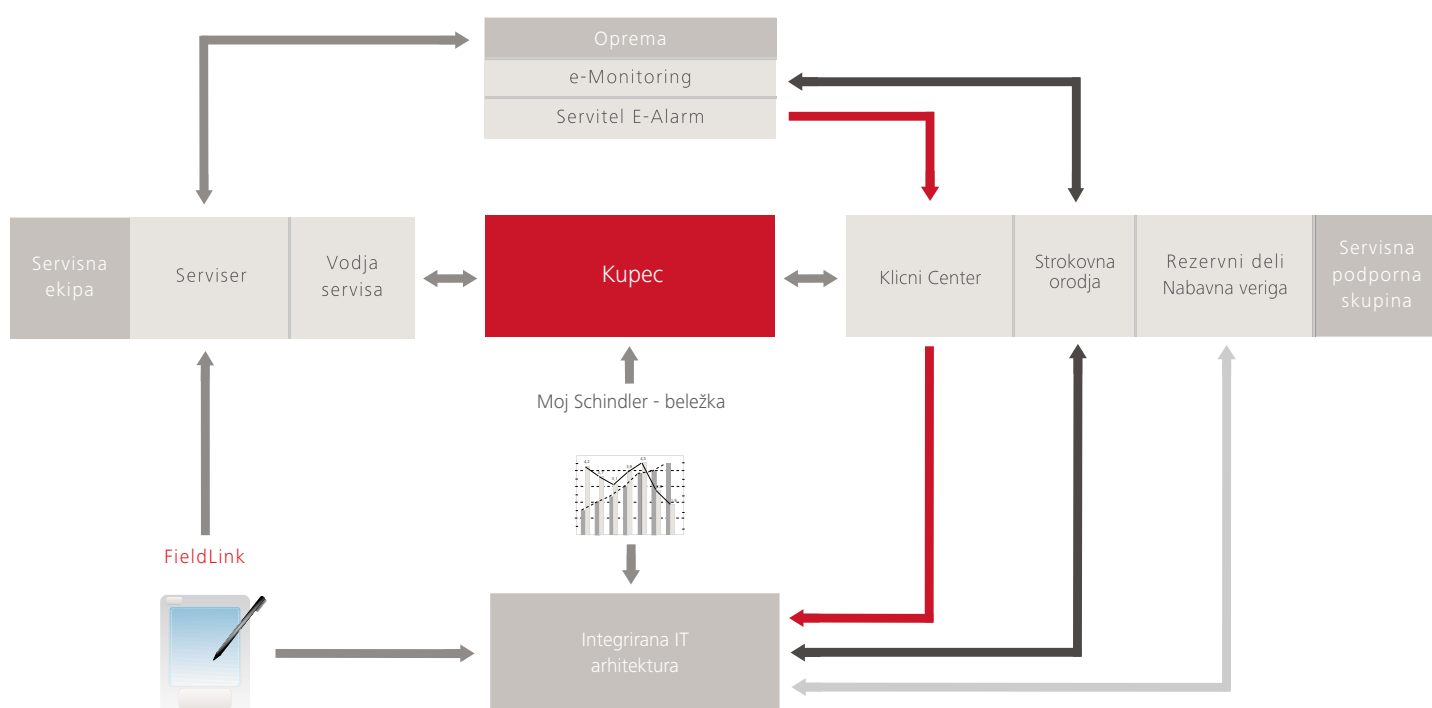 Oprema
e-Monitoring
Servitel E-Alarm
Servisna
ekipa
Serviser
Vodja
servisa
Kupec
Klicni Center
Strokovna
orodja
Rezervni deli
Nabavna veriga
Servisna
podporna
skupina
Moj Schindler - beležka
FieldLink
Integrirana IT
arhitektura